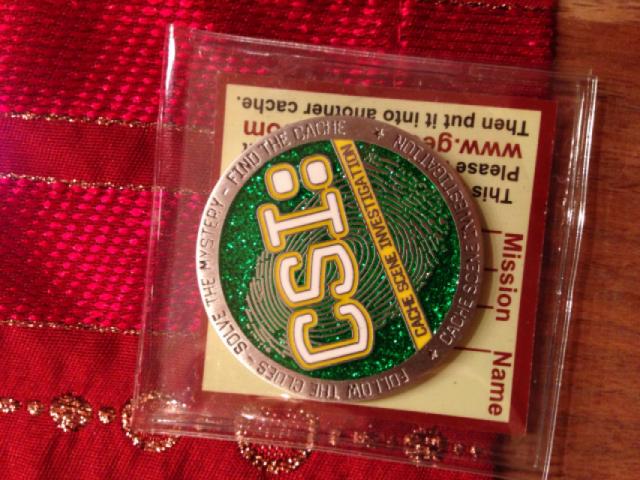 FOLLOW THE CLUES - SOLVE THE MYSTERY - FIND THE CACHE
CACHE SCENE INVESTIGATION
CSI:
CACHE SCENE INVESTIGATION
Name
Mission
This
Please
www.ge om
Then put it into another cache.